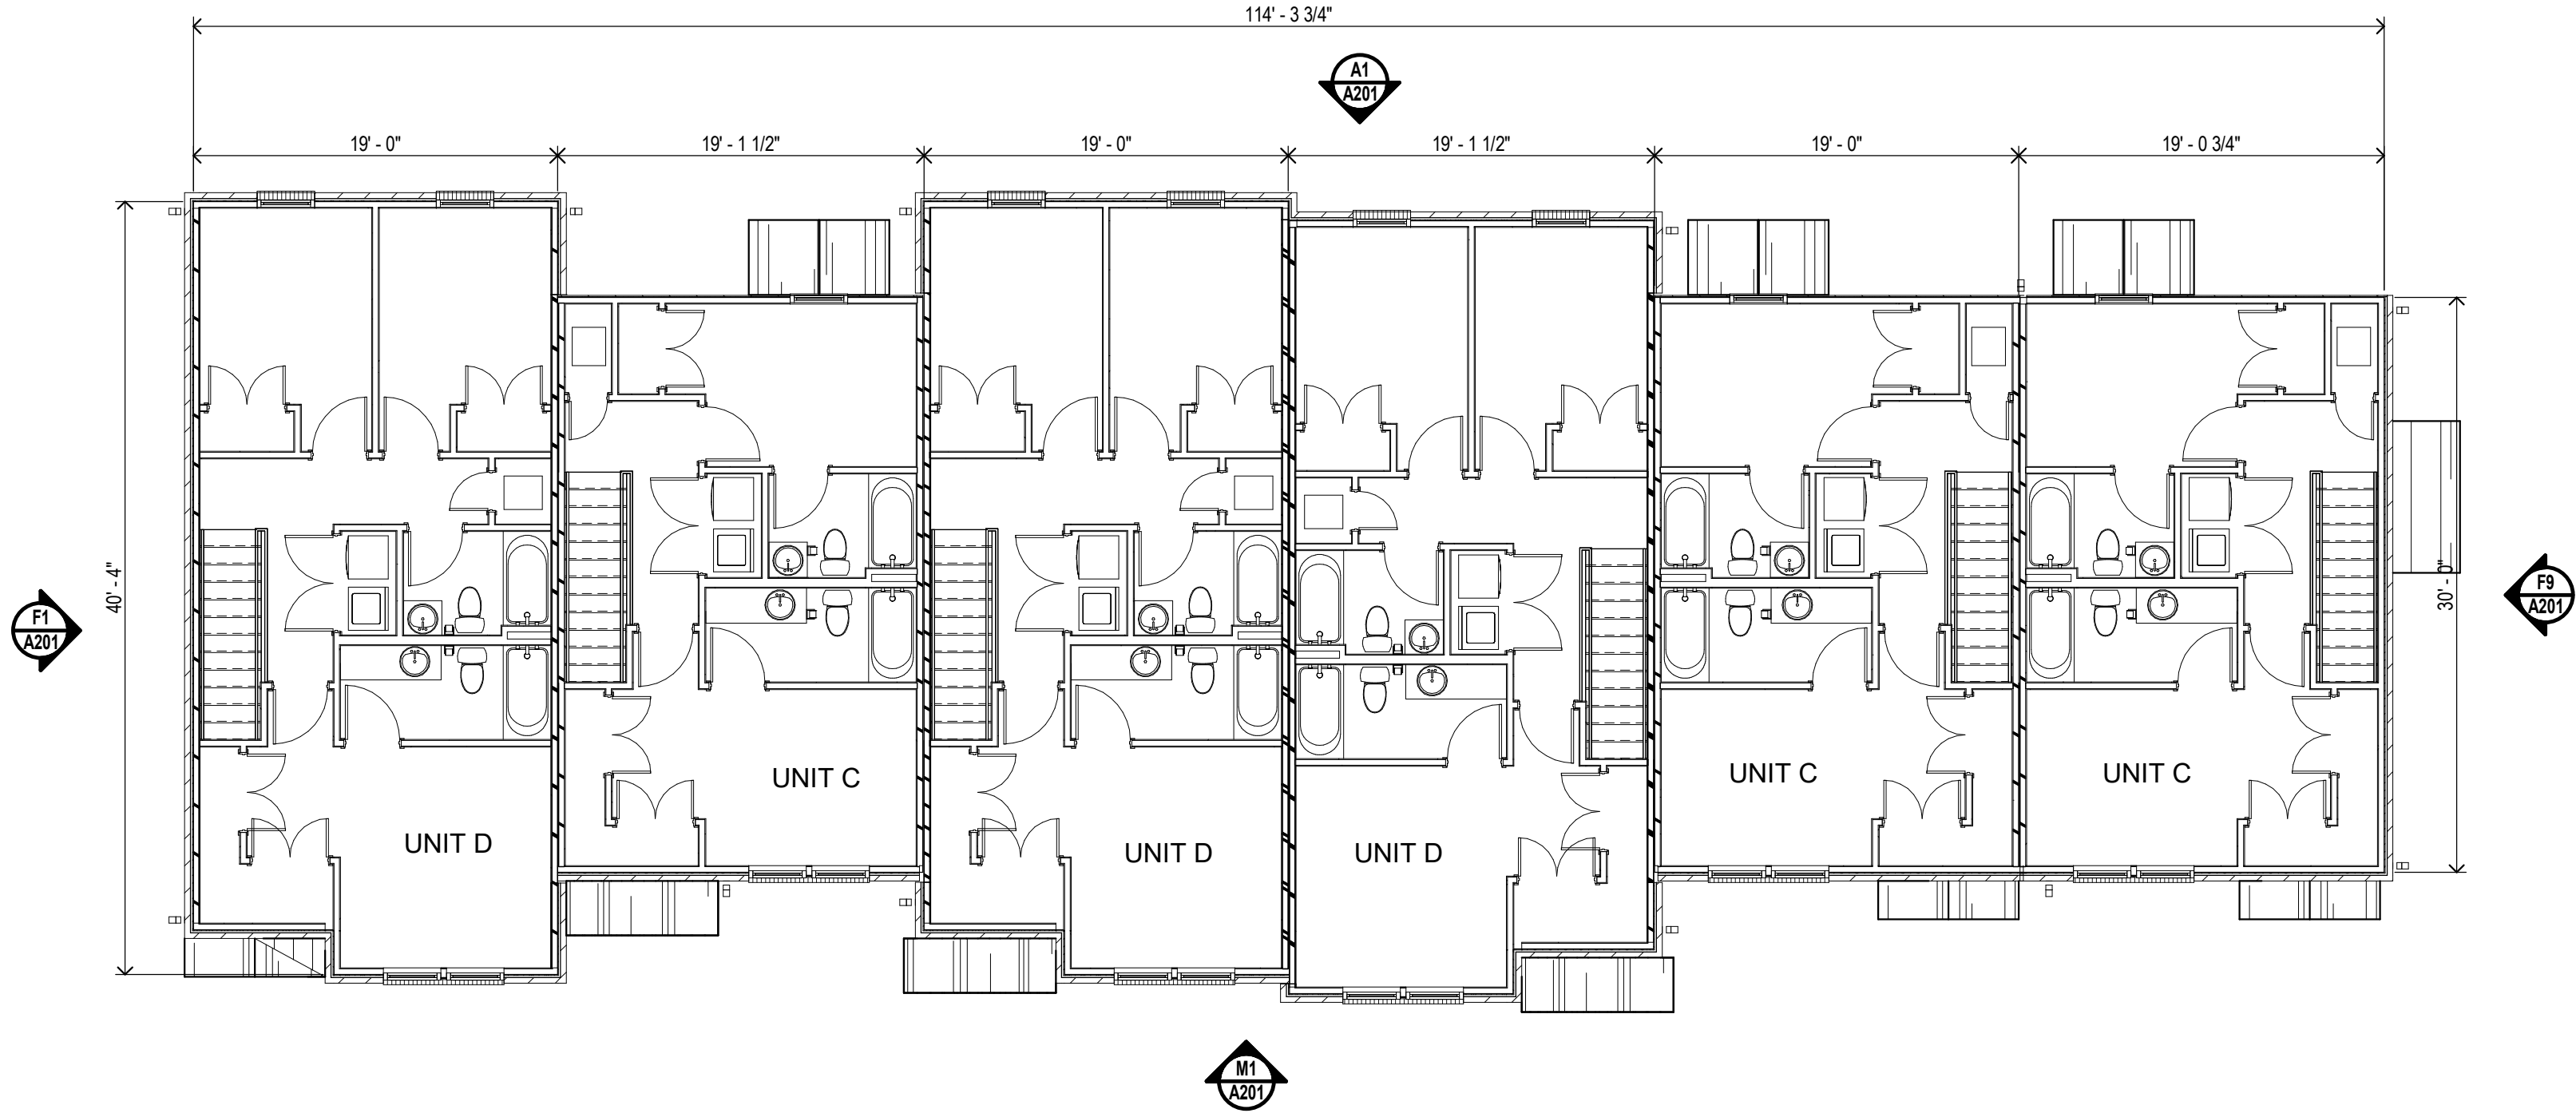 114' - 3 3/4"
A1
A201
19' - 0"
19' - 1 1/2"
19' - 0"
19' - 1 1/2"
19' - 0"
19' - 0 3/4"
40' - 4"
30' - 0"
F1
A201
F9
A201
UNIT D
UNIT C
UNIT D
UNIT D
UNIT C
UNIT C
M1
A201